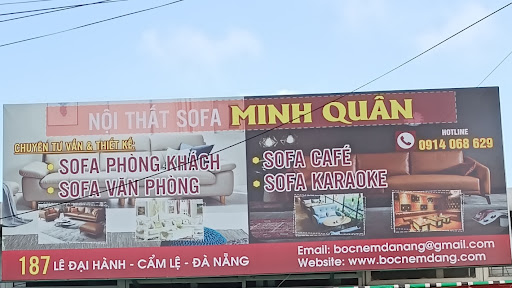 NỘI THẤT SOFA MINH QUÂN
CHUYÊN TƯ VẤN & THIẾT KẾ:
• SOFA PHÒNG KHÁCH
• SOFA VĂN PHÒNG
• SOFA CAFÉ
• SOFA KARAOKE
HOTLINE
0914 068 629
187 LÊ ĐẠI HÀNH - CẨM LỆ - ĐÀ NẴNG
Email: bocnemdanang@gmail.com
Website: www.bocnemdang.com